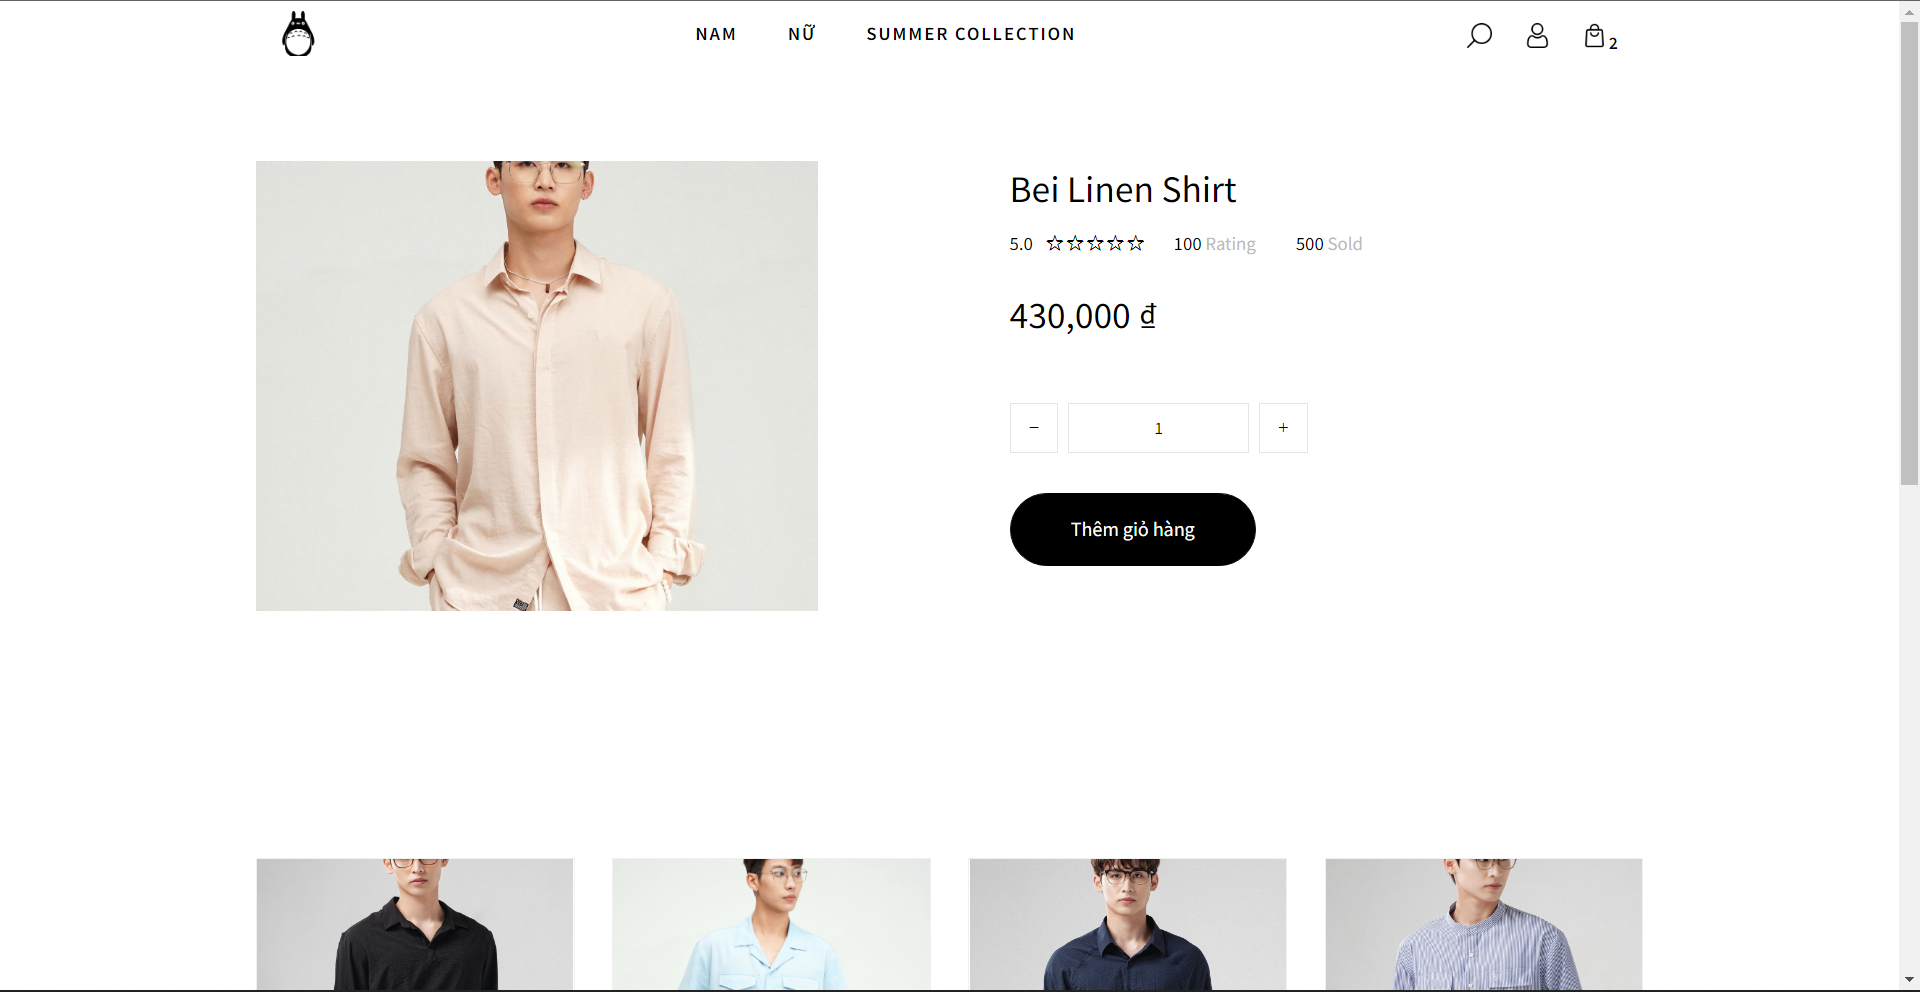 NAM NỮ SUMMER COLLECTION 2
Bei Linen Shirt
5.0 ☆☆☆☆☆ 100 Rating 500 Sold
430,000 ₫
− 1 +
Thêm giỏ hàng